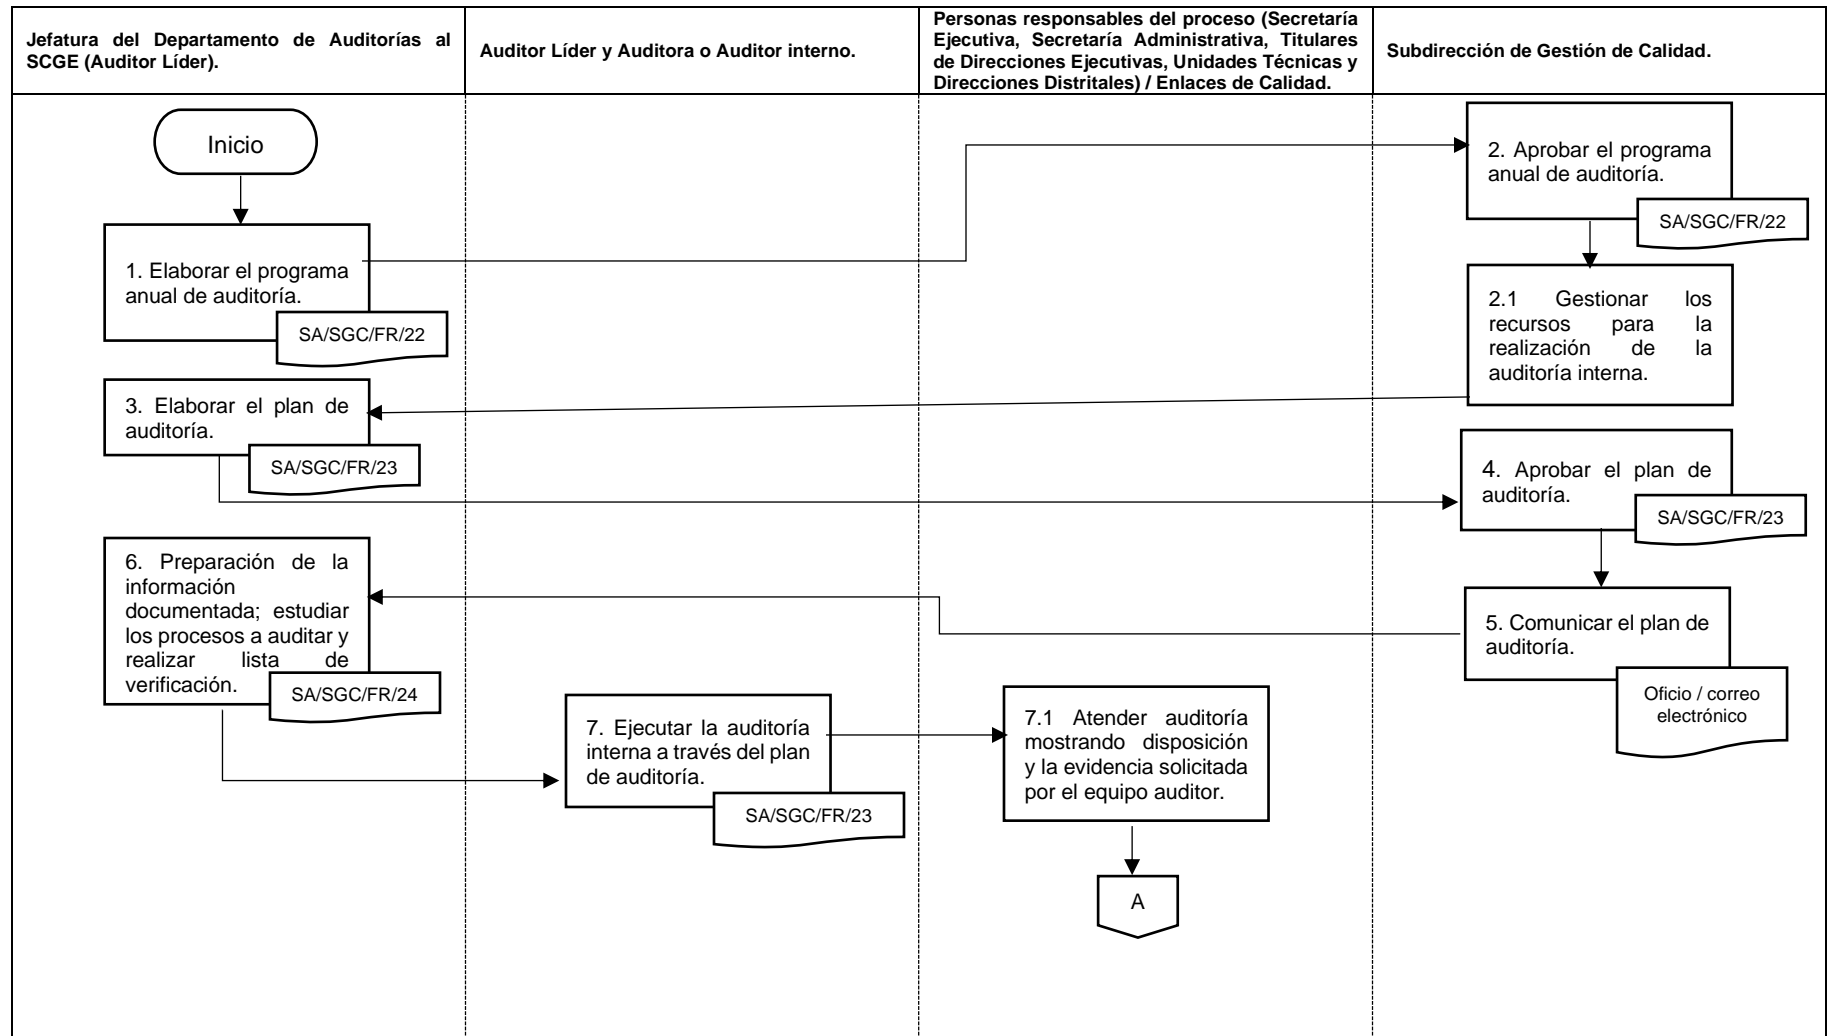 Jefatura del Departamento de Auditorías al
SCGE (Auditor Líder).
Auditor Líder y Auditora o Auditor interno.
Personas responsables del proceso (Secretaría
Ejecutiva, Secretaría Administrativa, Titulares
de Direcciones Ejecutivas, Unidades Técnicas y
Direcciones Distritales) / Enlaces de Calidad.
Subdirección de Gestión de Calidad.
Inicio
1. Elaborar el programa
anual de auditoría.
SA/SGC/FR/22
2. Aprobar el programa
anual de auditoría.
SA/SGC/FR/22
2.1 Gestionar los
recursos para la
realización de la
auditoría interna.
3. Elaborar el plan de
auditoría.
SA/SGC/FR/23
4. Aprobar el plan de
auditoría.
SA/SGC/FR/23
5. Comunicar el plan de
auditoría.
Oficio / correo
electrónico
6. Preparación de la
información
documentada; estudiar
los procesos a auditar y
realizar lista de
verificación.
SA/SGC/FR/24
7. Ejecutar la auditoría
interna a través del plan
de auditoría.
SA/SGC/FR/23
7.1 Atender auditoría
mostrando disposición
y la evidencia solicitada
por el equipo auditor.
A